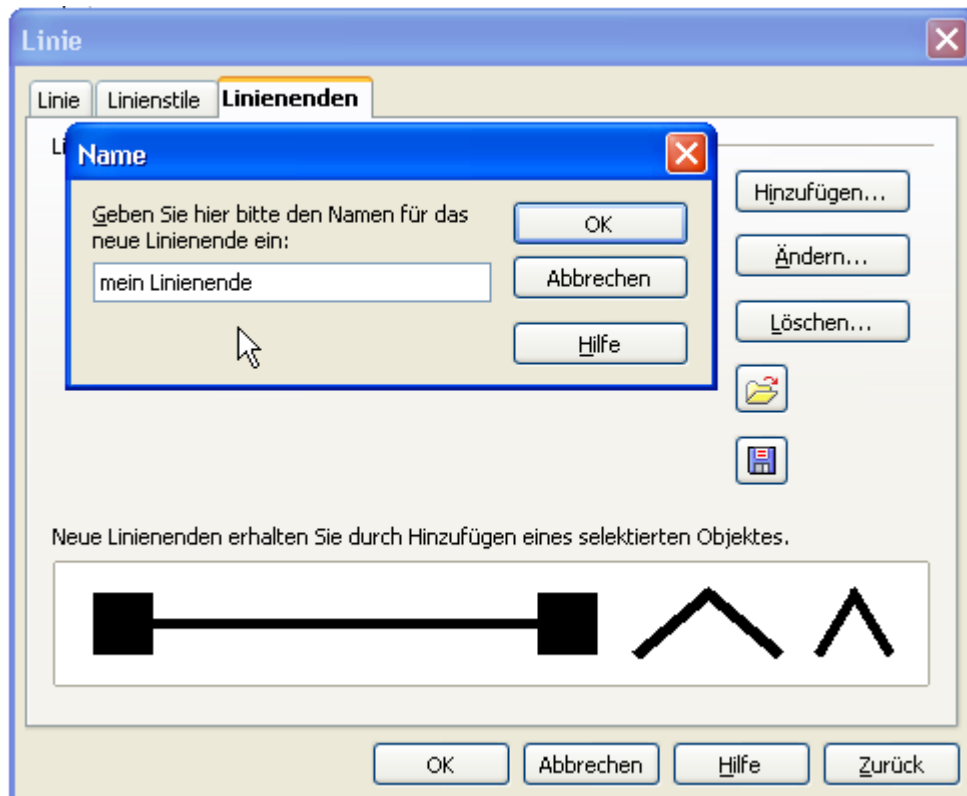 Linie
Linie
Linienstile
Linienenden
Li
Name
Geben Sie hier bitte den Namen für das
neue Linienende ein:
mein Linienende
OK
Abbrechen
Hilfe
Hinzufügen...
Ändern...
Löschen...
Neue Linienenden erhalten Sie durch Hinzufügen eines selektierten Objektes.
OK
Abbrechen
Hilfe
Zurück